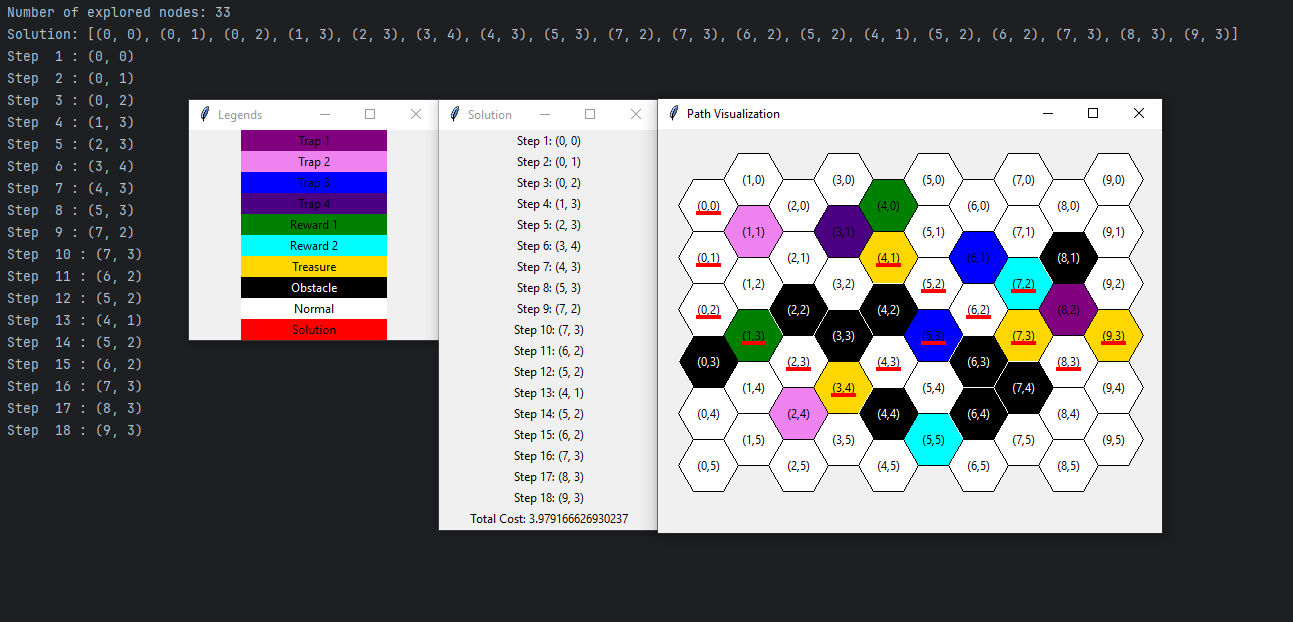 Number of explored nodes: 33
Solution: [(0, 0), (0, 1), (0, 2), (1, 3), (2, 3), (3, 4), (4, 3), (5, 3), (7, 2), (7, 3), (6, 2), (5, 2), (4, 1), (5, 2), (6, 2), (7, 3), (8, 3), (9, 3)]
Step  1 : (0, 0)
Step  2 : (0, 1)
Step  3 : (0, 2)
Step  4 : (1, 3)
Step  5 : (2, 3)
Step  6 : (3, 4)
Step  7 : (4, 3)
Step  8 : (5, 3)
Step  9 : (7, 2)
Step  10 : (7, 3)
Step  11 : (6, 2)
Step  12 : (5, 2)
Step  13 : (4, 1)
Step  14 : (5, 2)
Step  15 : (6, 2)
Step  16 : (7, 3)
Step  17 : (8, 3)
Step  18 : (9, 3)
Legends
Trap 1
Trap 2
Trap 3
Trap 4
Reward 1
Reward 2
Treasure
Obstacle
Normal
Solution
Solution
Step 1: (0, 0)
Step 2: (0, 1)
Step 3: (0, 2)
Step 4: (1, 3)
Step 5: (2, 3)
Step 6: (3, 4)
Step 7: (4, 3)
Step 8: (5, 3)
Step 9: (7, 2)
Step 10: (7, 3)
Step 11: (6, 2)
Step 12: (5, 2)
Step 13: (4, 1)
Step 14: (5, 2)
Step 15: (6, 2)
Step 16: (7, 3)
Step 17: (8, 3)
Step 18: (9, 3)
Total Cost: 3.979166626930237
Path Visualization
(1,0) (3,0) (5,0) (7,0) (9,0)
(0,0) (2,0) (4,0) (6,0) (8,0)
(1,1) (3,1) (5,1) (7,1) (9,1)
(0,1) (2,1) (4,1) (6,1) (8,1)
(1,2) (3,2) (5,2) (7,2) (9,2)
(0,2) (2,2) (4,2) (6,2) (8,2)
(1,3) (3,3) (5,3) (7,3) (9,3)
(0,3) (2,3) (4,3) (6,3) (8,3)
(1,4) (3,4) (5,4) (7,4) (9,4)
(0,4) (2,4) (4,4) (6,4) (8,4)
(1,5) (3,5) (5,5) (7,5) (9,5)
(0,5) (2,5) (4,5) (6,5) (8,5)